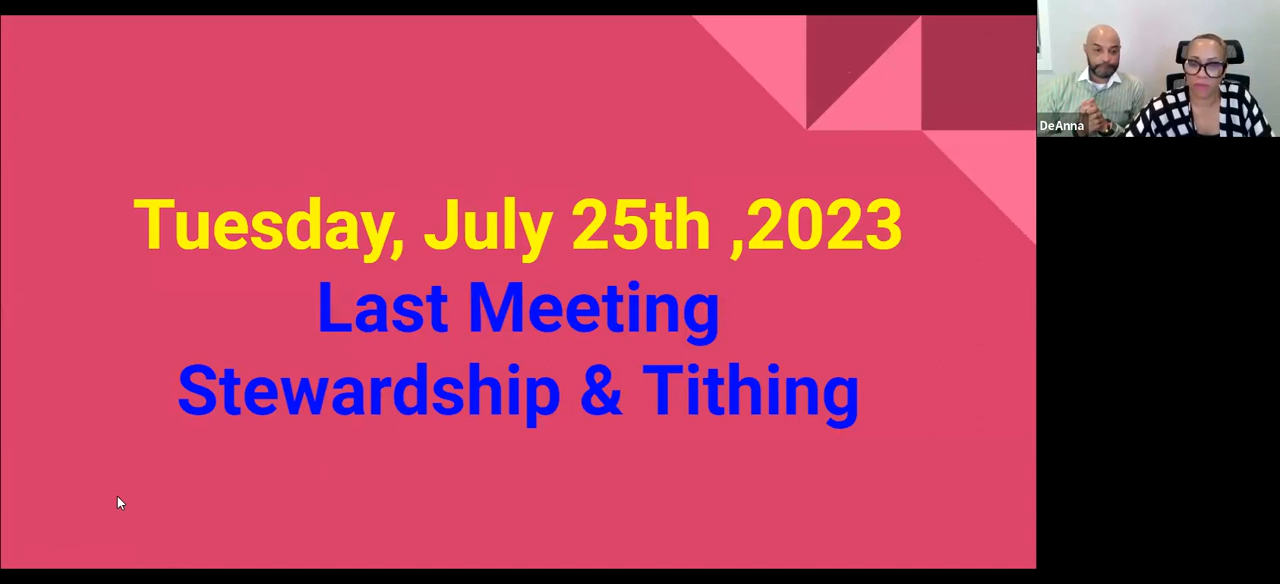 Tuesday, July 25th ,2023
Last Meeting
Stewardship & Tithing
DeAnna